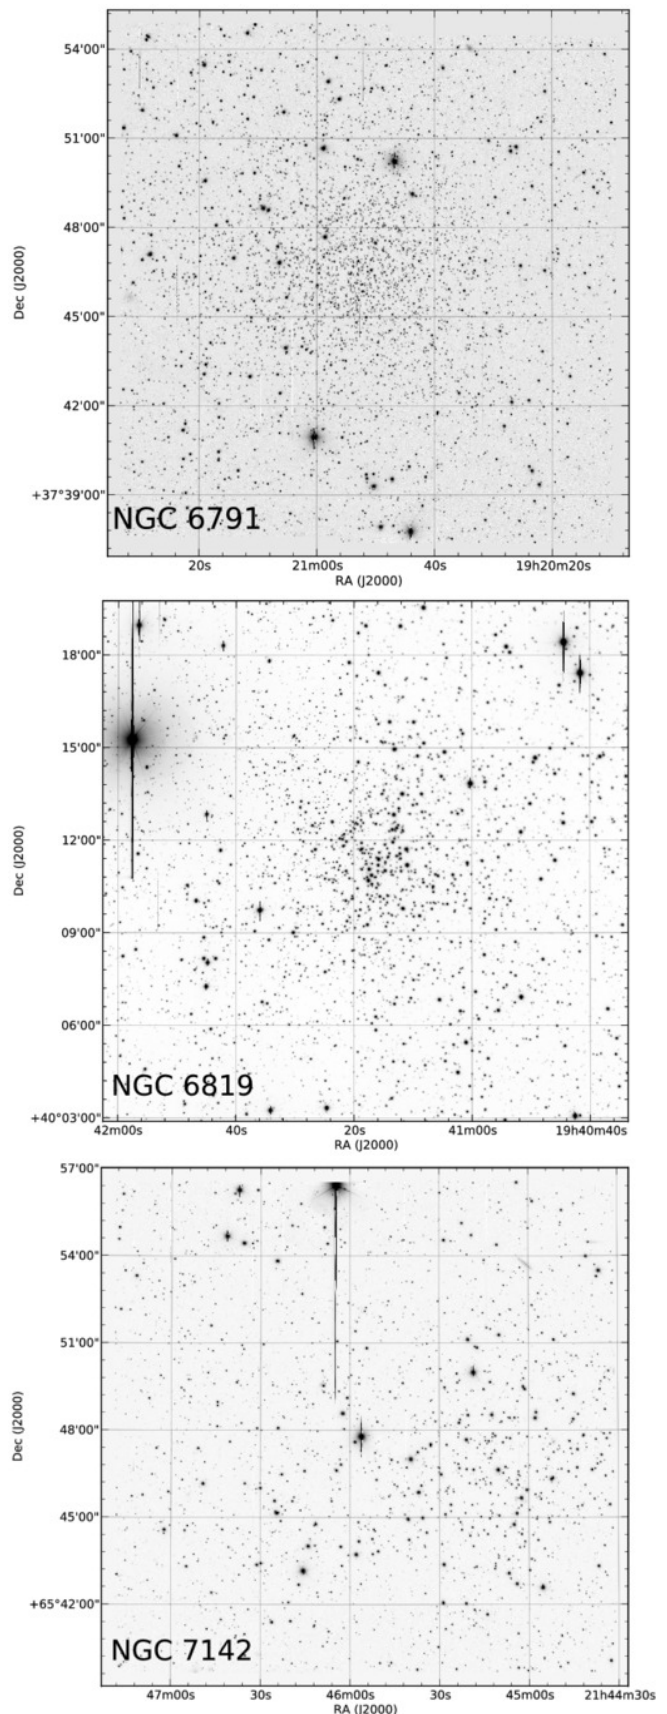 54'00"
51'00"
48'00"
45'00"
42'00"
+37°39'00"
Dec (J2000)
NGC 6791
20s
21m00s
40s
19h20m20s
RA (J2000)
18'00"
15'00"
12'00"
09'00"
06'00"
+40°03'00"
Dec (J2000)
NGC 6819
42m00s
40s
20s
41m00s
19h40m40s
RA (J2000)
57'00"
54'00"
51'00"
48'00"
45'00"
+65°42'00"
Dec (J2000)
NGC 7142
47m00s
30s
46m00s
30s
45m00s
21h44m30s
RA (J2000)